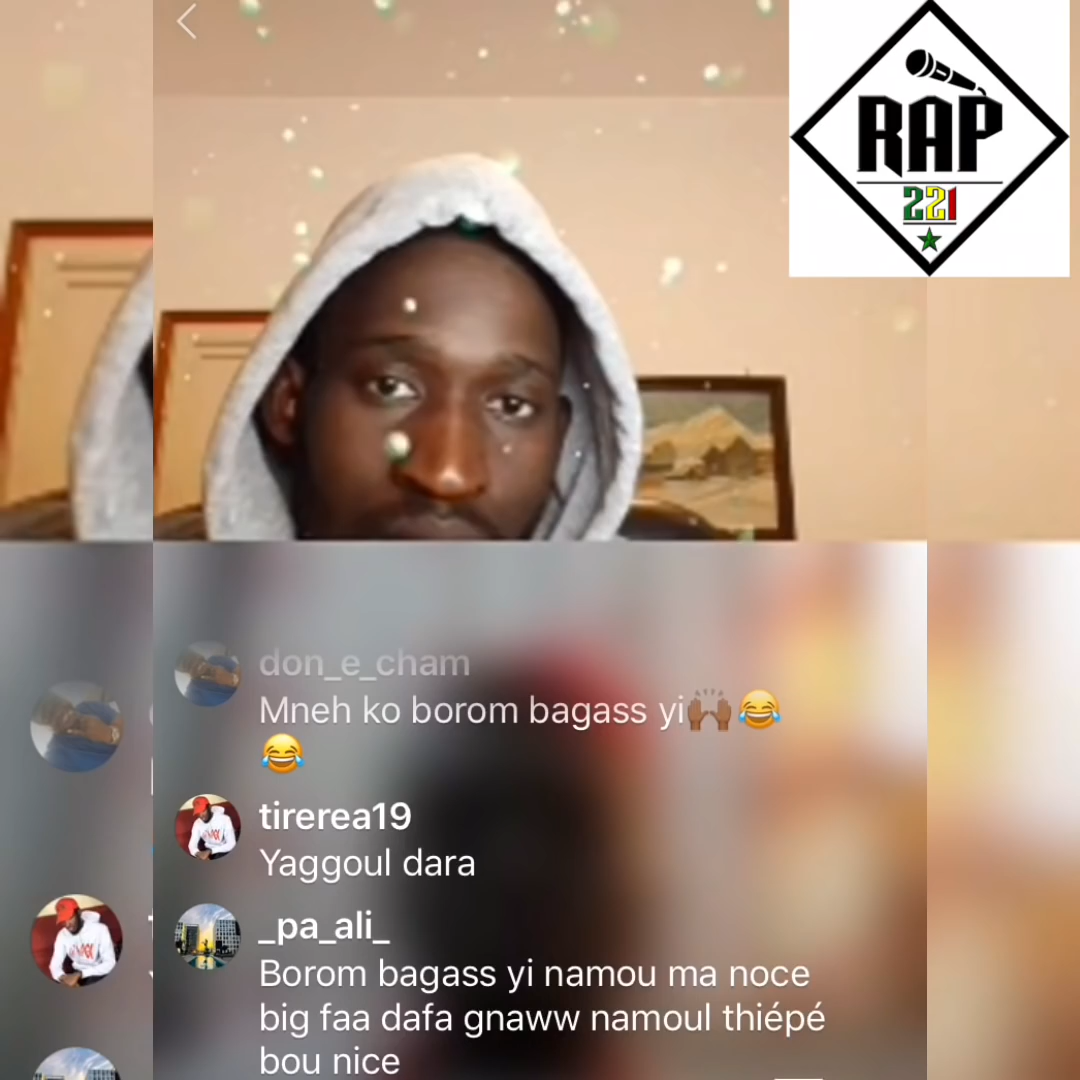 RAP
221
don_e_cham
Mneh ko borom bagass yi🙌🏾😂
😂
tirerea19
Yaggoul dara
_pa_ali_
Borom bagass yi namou ma noce
big faa dafa gnaww namoul thiépé
bou nice